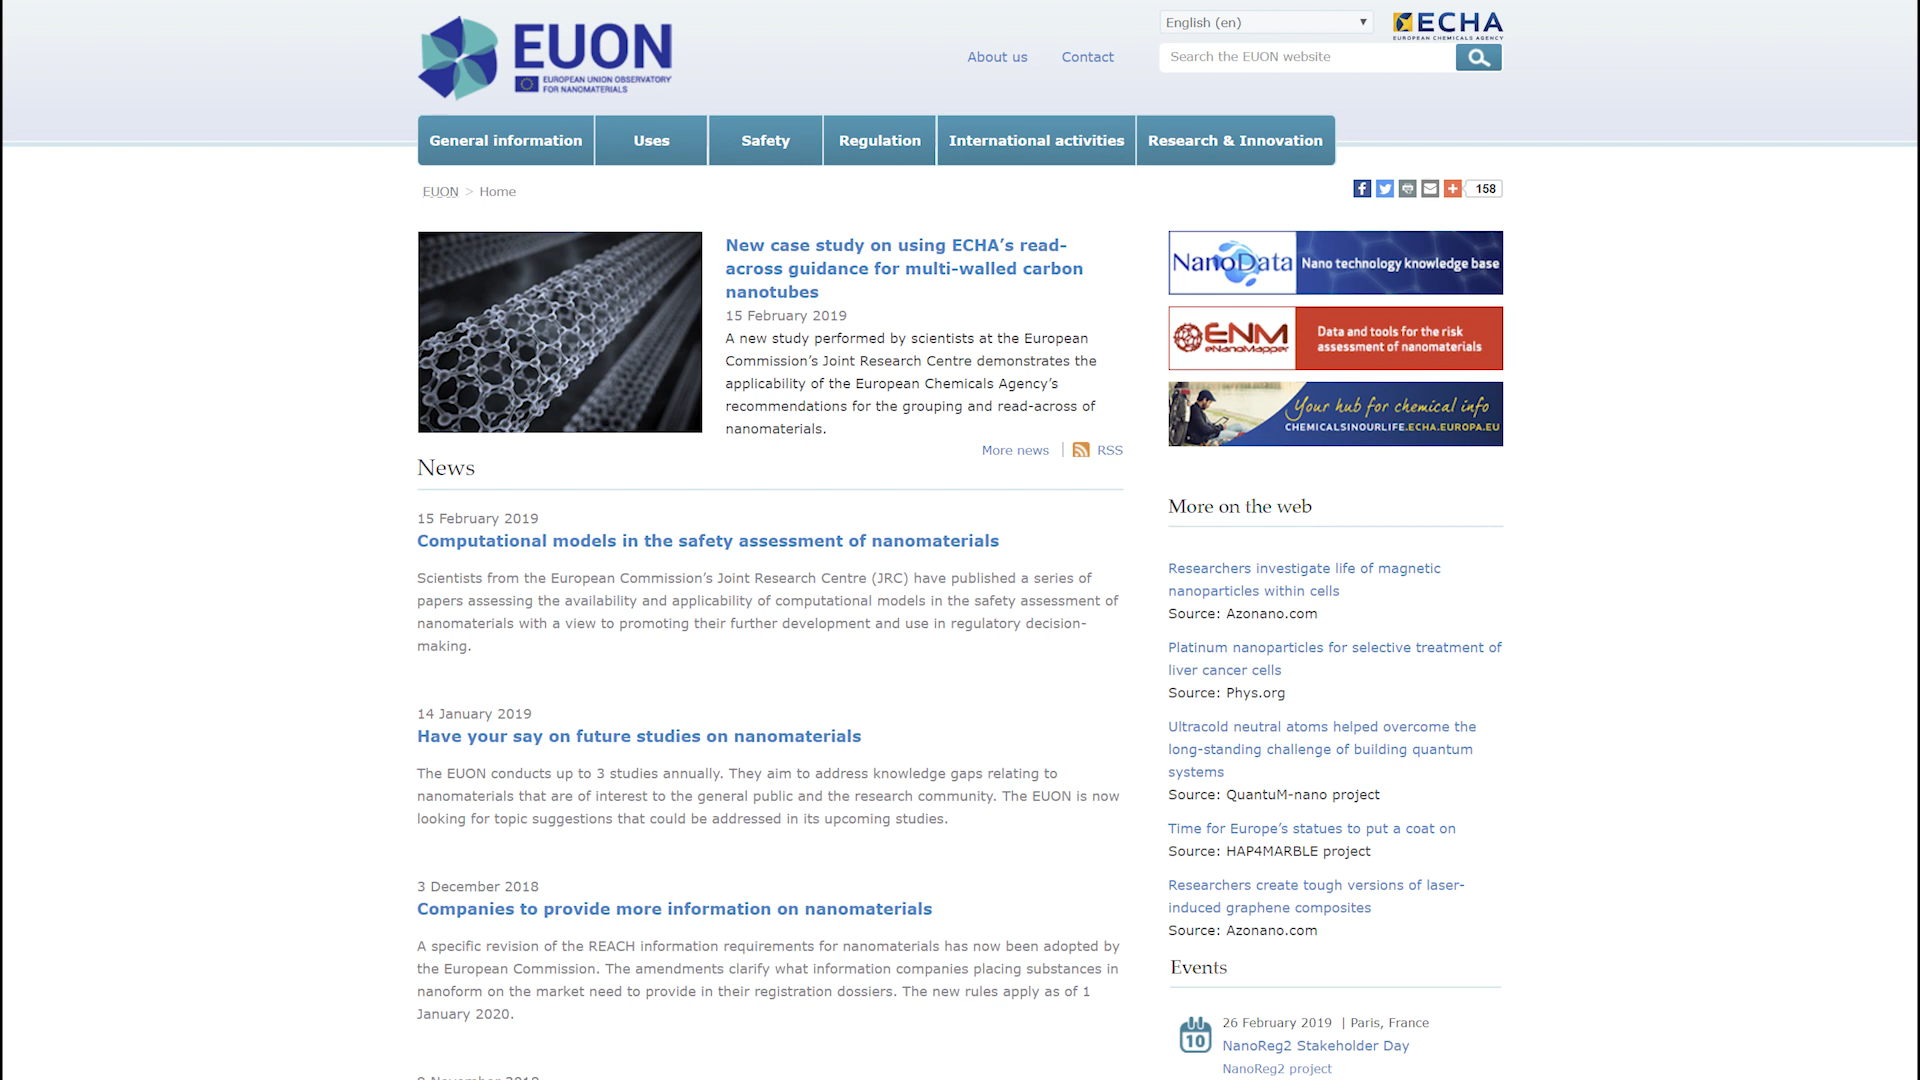 English (en)
ECHA
EUROPEAN CHEMICALS AGENCY
EUON
EUROPEAN UNION OBSERVATORY
FOR NANOMATERIALS
About us
Contact
Search the EUON website
General information
Uses
Safety
Regulation
International activities
Research & Innovation
EUON > Home
158
New case study on using ECHA’s read-
across guidance for multi-walled carbon
nanotubes
15 February 2019
A new study performed by scientists at the European
Commission’s Joint Research Centre demonstrates the
applicability of the European Chemicals Agency’s
recommendations for the grouping and read-across of
nanomaterials.
More news
RSS
News
15 February 2019
Computational models in the safety assessment of nanomaterials
Scientists from the European Commission’s Joint Research Centre (JRC) have published a series of
papers assessing the availability and applicability of computational models in the safety assessment of
nanomaterials with a view to promoting their further development and use in regulatory decision-
making.
14 January 2019
Have your say on future studies on nanomaterials
The EUON conducts up to 3 studies annually. They aim to address knowledge gaps relating to
nanomaterials that are of interest to the general public and the research community. The EUON is now
looking for topic suggestions that could be addressed in its upcoming studies.
3 December 2018
Companies to provide more information on nanomaterials
A specific revision of the REACH information requirements for nanomaterials has now been adopted by
the European Commission. The amendments clarify what information companies placing substances in
nanoform on the market need to provide in their registration dossiers. The new rules apply as of 1
January 2020.
NanoData
Nano technology knowledge base
ENM
eNanoMapper
Data and tools for the risk
assessment of nanomaterials
Your hub for chemical info
CHEMICALSINOURLIFE.ECHA.EUROPA.EU
More on the web
Researchers investigate life of magnetic
nanoparticles within cells
Source: Azonano.com
Platinum nanoparticles for selective treatment of
liver cancer cells
Source: Phys.org
Ultracold neutral atoms helped overcome the
long-standing challenge of building quantum
systems
Source: QuantuM-nano project
Time for Europe’s statues to put a coat on
Source: HAP4MARBLE project
Researchers create tough versions of laser-
induced graphene composites
Source: Azonano.com
Events
10
26 February 2019 | Paris, France
NanoReg2 Stakeholder Day
NanoReg2 project